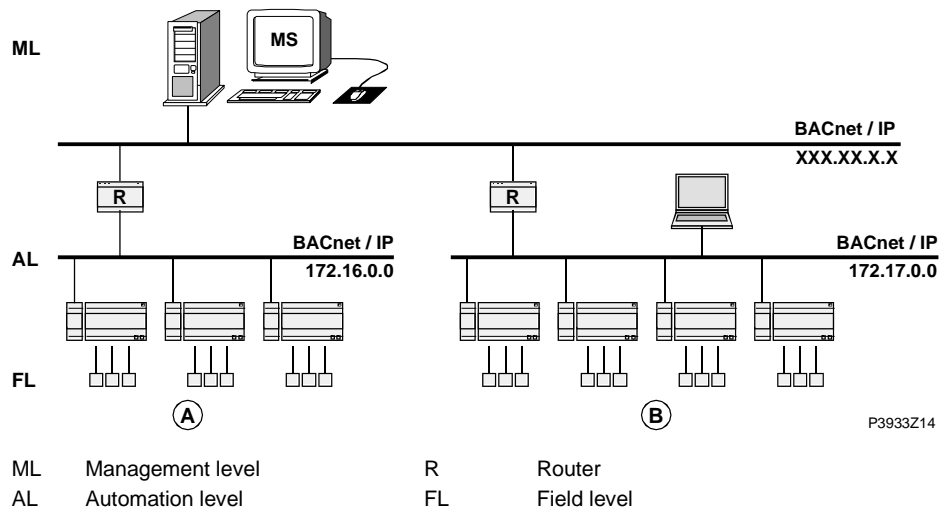 ML
MS
BACnet / IP
XXX.XX.X.X
R R
BACnet / IP BACnet / IP
AL
172.16.0.0 172.17.0.0
FL
A B
P3933Z14
ML Management level R Router
AL Automation level FL Field level